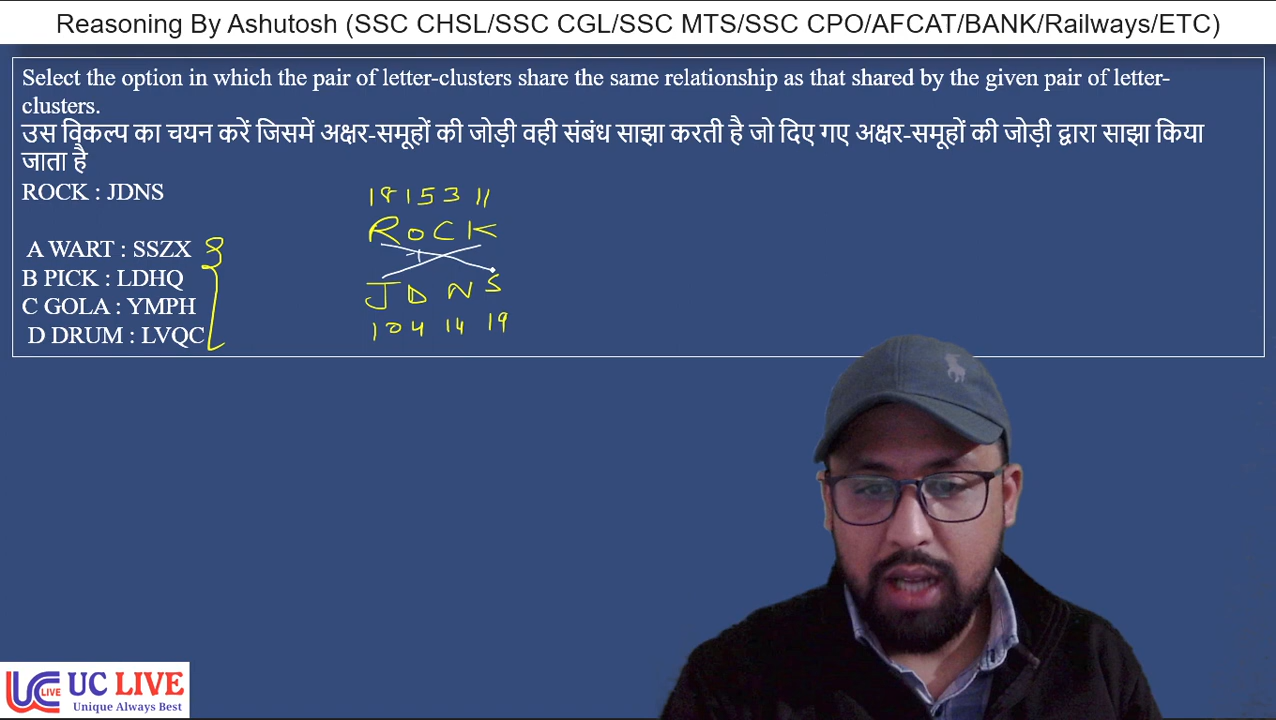 Reasoning By Ashutosh (SSC CHSL/SSC CGL/SSC MTS/SSC CPO/AFCAT/BANK/Railways/ETC)
Select the option in which the pair of letter-clusters share the same relationship as that shared by the given pair of letter-
clusters.
उस विकल्प का चयन करें जिसमें अक्षर-समूहों की जोड़ी वही संबंध साझा करती है जो दिए गए अक्षर-समूहों की जोड़ी द्वारा साझा किया
जाता है
ROCK : JDNS
A WART : SSZX
B PICK : LDHQ
C GOLA : YMPH
D DRUM : LVQC
18 15 3 11
ROCK
JDNS
10 4 14 19
UC LIVE
LIVE
Unique Always Best